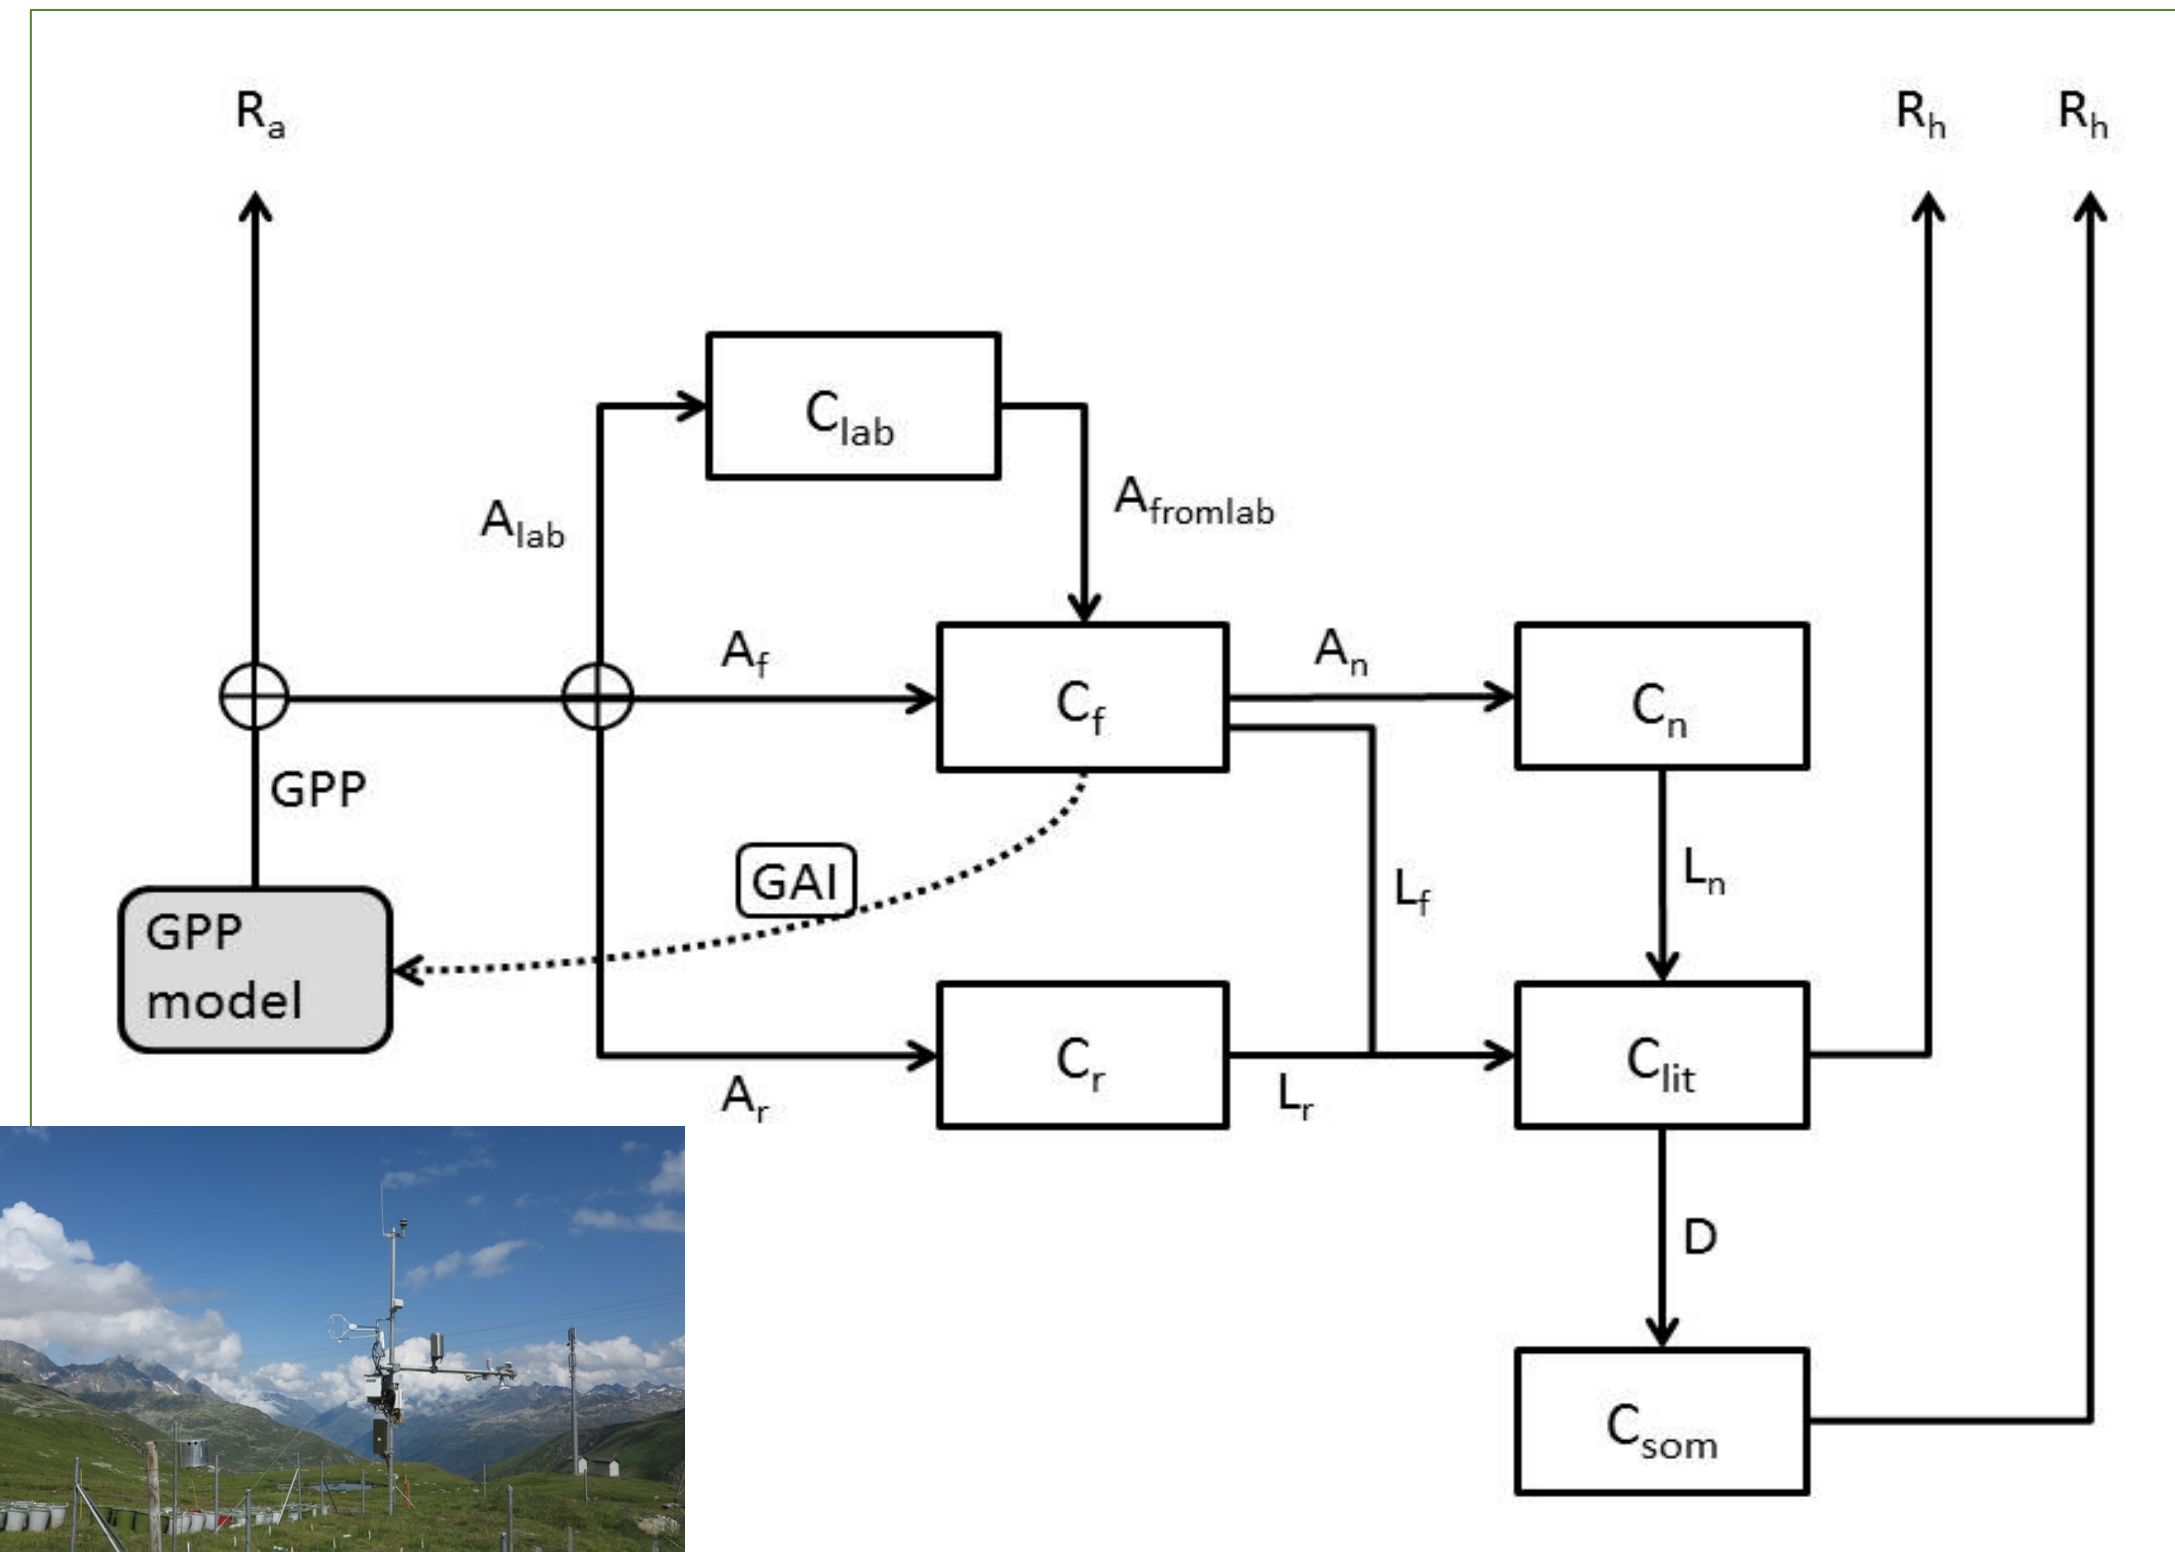 Ra
Rh
Rh
Clab
Alab
Afromlab
Af
Cf
An
Cn
GPP
GAI
Lf
Ln
GPP
model
Ar
Cr
Lr
Clit
D
Csom